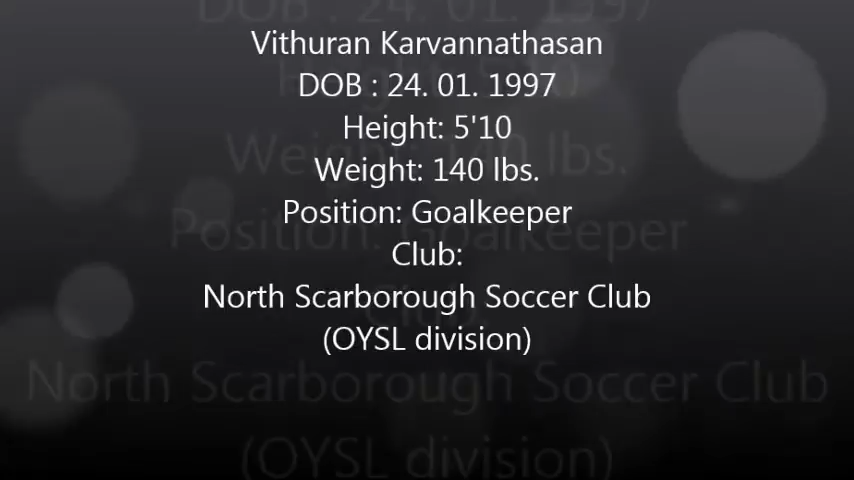 Vithuran Karvannathasan
DOB : 24. 01. 1997
Height: 5'10
Weight: 140 lbs.
Position: Goalkeeper
Club:
North Scarborough Soccer Club
(OYSL division)